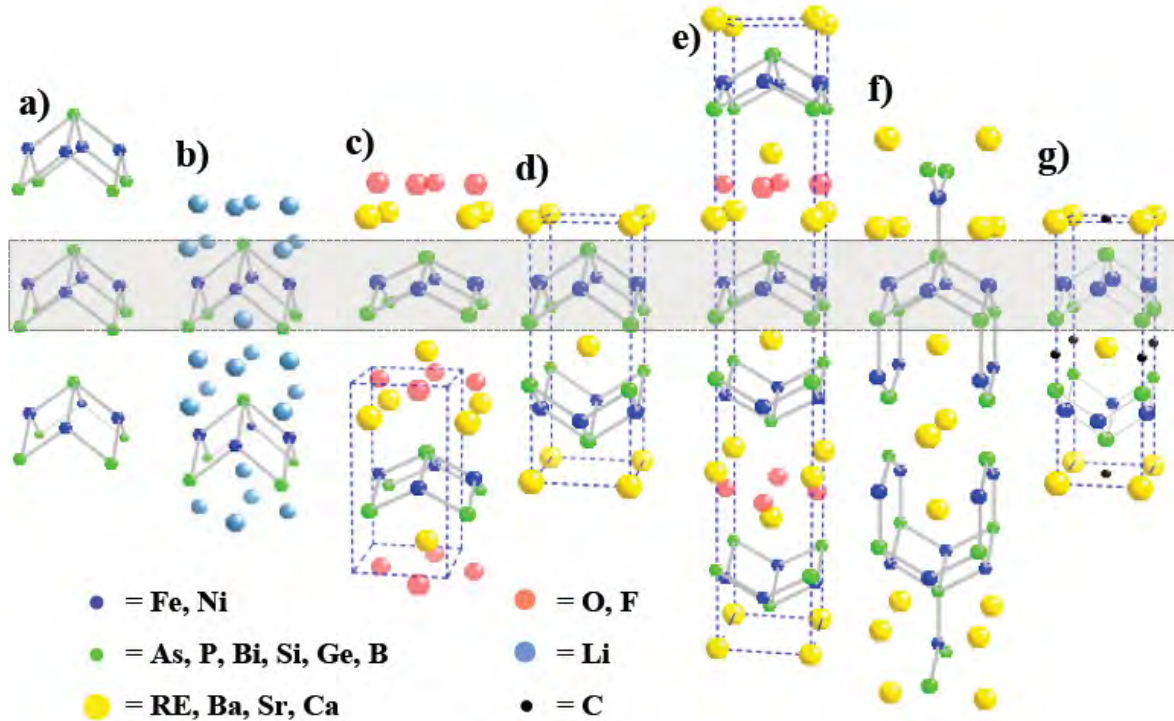 a)
b)
c)
d)
e)
f)
g)
= Fe, Ni
= O, F
= As, P, Bi, Si, Ge, B
= Li
= RE, Ba, Sr, Ca
= C